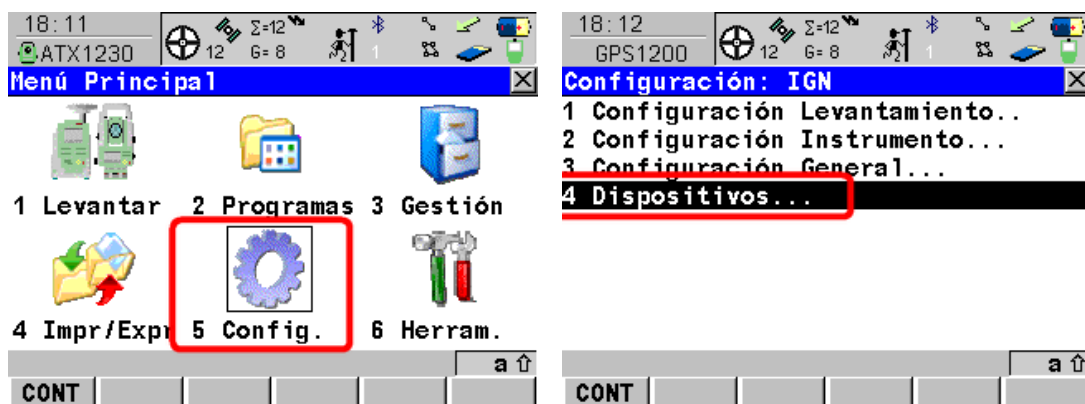 18:11
ATX1230
12
Σ=12
G= 8
1
Menú Principal
1 Levantar 2 Programas 3 Gestión
4 Impr/Expr 5 Config. 6 Herram.
a
CONT
18:12
GPS1200
12
Σ=12
G= 8
1
Configuración: IGN
1 Configuración Levantamiento..
2 Configuración Instrumento...
3 Configuración General...
4 Dispositivos...
a
CONT